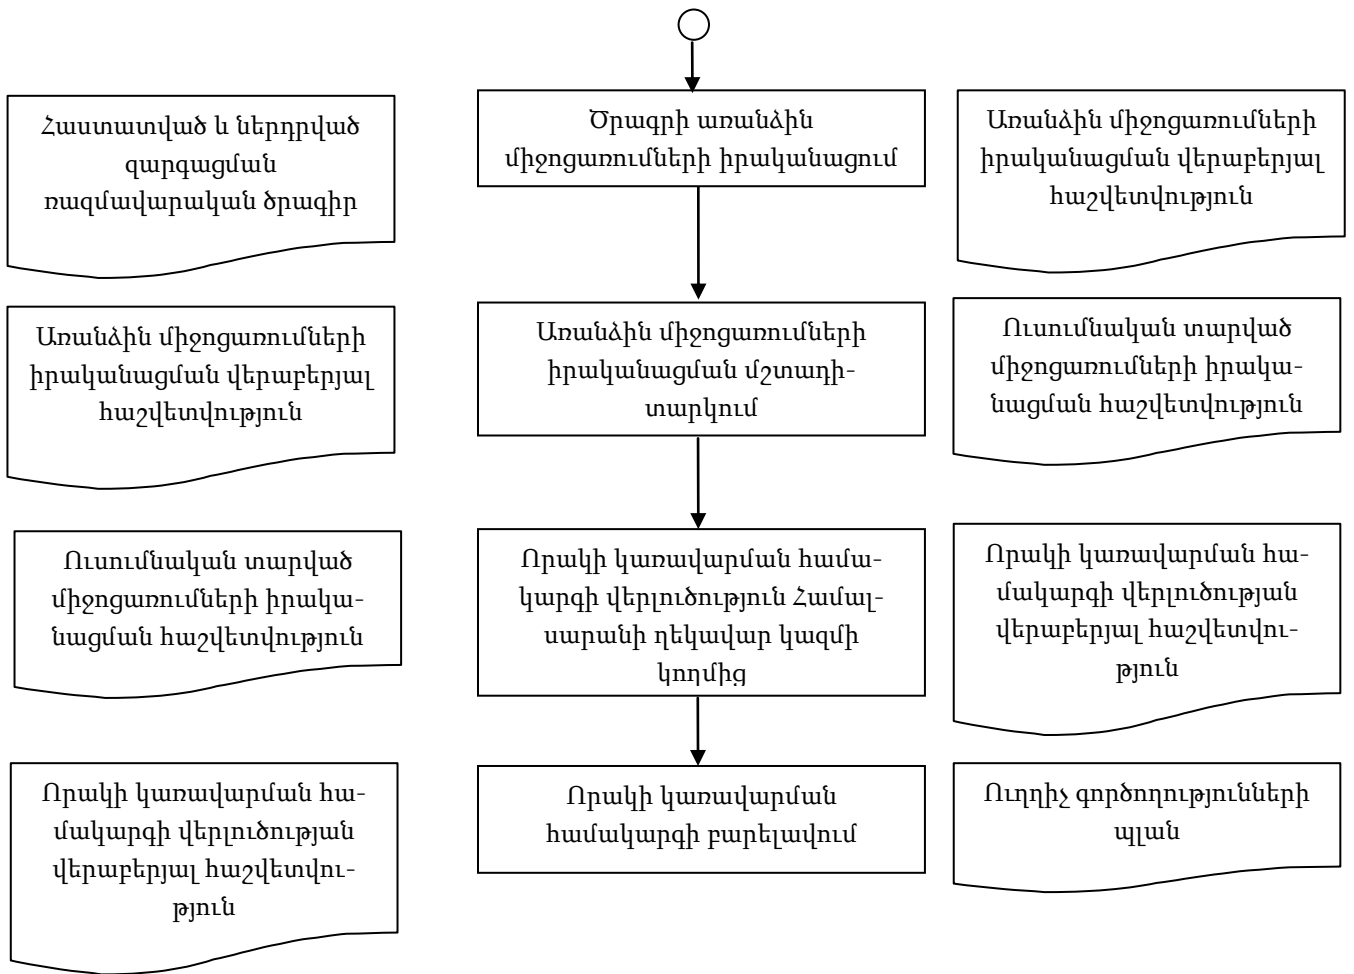 Հաստատված և ներդրված
զարգացման
ռազմավարական ծրագիր
Ծրագրի առանձին
միջոցառումների իրականացում
Առանձին միջոցառումների
իրականացման վերաբերյալ
հաշվետվություն
Առանձին միջոցառումների
իրականացման վերաբերյալ
հաշվետվություն
Առանձին միջոցառումների
իրականացման մշտադի-
տարկում
Ուսումնական տարված
միջոցառումների իրակա-
նացման հաշվետվություն
Ուսումնական տարված
միջոցառումների իրակա-
նացման հաշվետվություն
Որակի կառավարման համա-
կարգի վերլուծություն Համալ-
սարանի ղեկավար կազմի
կողմից
Որակի կառավարման հա-
մակարգի վերլուծության
վերաբերյալ հաշվետվու-
թյուն
Որակի կառավարման հա-
մակարգի վերլուծության
վերաբերյալ հաշվետվու-
թյուն
Որակի կառավարման
համակարգի բարելավում
Ուղղիչ գործողությունների
պլան